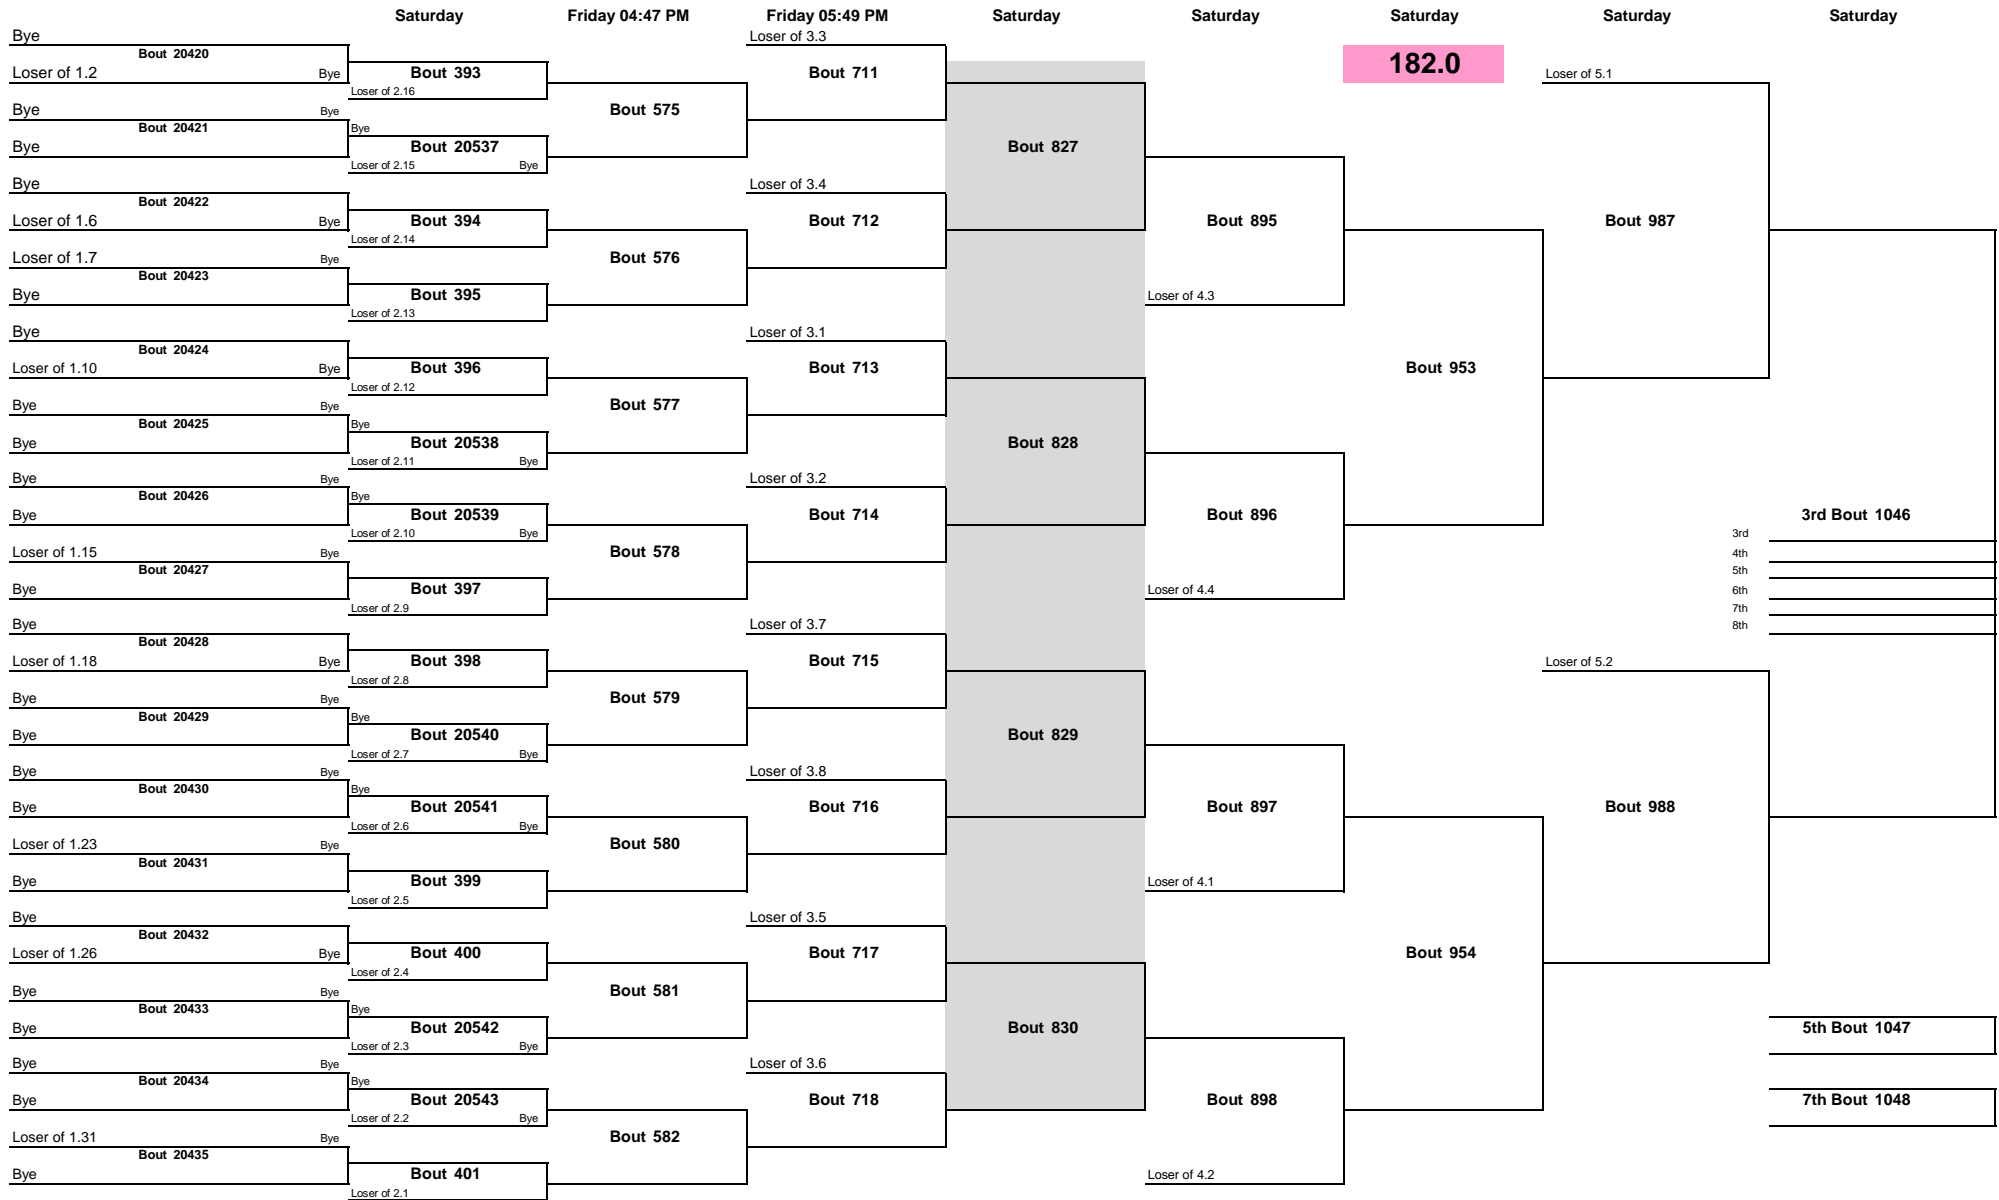 Saturday Friday 04:47 PM Friday 05:49 PM Saturday Saturday Saturday Saturday Saturday
Bye Loser of 3.3
Bout 20420
Loser of 1.2 Bye Bout 393 Bout 711 182.0 Loser of 5.1
Loser of 2.16
Bye Bye Bout 575
Bout 20421 Bye
Bye Bout 20537 Bout 827
Loser of 2.15 Bye
Bye Loser of 3.4
Bout 20422
Loser of 1.6 Bye Bout 394 Bout 712 Bout 895 Bout 987
Loser of 2.14
Loser of 1.7 Bye Bout 576
Bout 20423
Bye Bout 395 Loser of 4.3
Loser of 2.13
Bye Loser of 3.1
Bout 20424
Loser of 1.10 Bye Bout 396 Bout 713 Bout 953
Loser of 2.12
Bye Bye Bout 577
Bout 20425 Bye
Bye Bout 20538 Bout 828
Loser of 2.11 Bye
Bye Bye Loser of 3.2
Bout 20426 Bye
Bye Bout 20539 Bout 714 Bout 896 3rd Bout 1046
Loser of 2.10 Bye 3rd
Loser of 1.15 Bye Bout 578 4th
Bout 20427 5th
Bye Bout 397 Loser of 4.4 6th
Loser of 2.9 7th
Bye Loser of 3.7 8th
Bout 20428
Loser of 1.18 Bye Bout 398 Bout 715 Loser of 5.2
Loser of 2.8
Bye Bye Bout 579
Bout 20429 Bye
Bye Bout 20540 Bout 829
Loser of 2.7 Bye
Bye Bye Loser of 3.8
Bout 20430 Bye
Bye Bout 20541 Bout 716 Bout 897 Bout 988
Loser of 2.6 Bye
Loser of 1.23 Bye Bout 580
Bout 20431
Bye Bout 399 Loser of 4.1
Loser of 2.5
Bye Loser of 3.5
Bout 20432
Loser of 1.26 Bye Bout 400 Bout 717 Bout 954
Loser of 2.4
Bye Bye Bout 581
Bout 20433 Bye
Bye Bout 20542 Bout 830 5th Bout 1047
Loser of 2.3 Bye
Bye Bye Loser of 3.6
Bout 20434 Bye
Bye Bout 20543 Bout 718 Bout 898 7th Bout 1048
Loser of 2.2 Bye
Loser of 1.31 Bye Bout 582
Bout 20435
Bye Bout 401 Loser of 4.2
Loser of 2.1